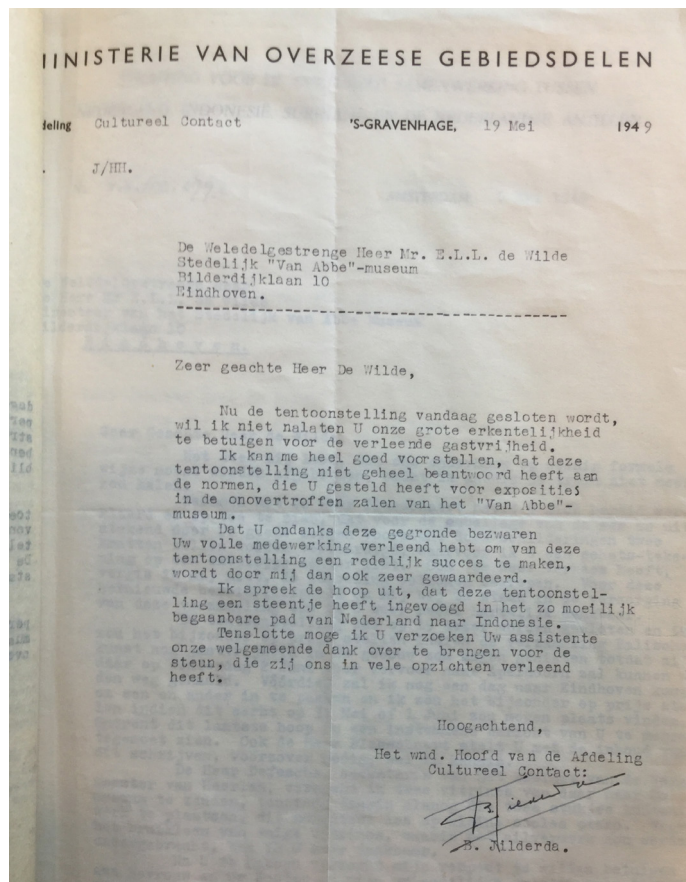 MINISTERIE VAN OVERZEESE GEBIEDSDELEN
deling Cultureel Contact 'S-GRAVENHAGE, 19 Mei 1949
J/HH.
De Weledelgestrenge Heer Mr. E.L.L. de Wilde
Stedelijk "Van Abbe"-museum
Bilderdijklaan 10
Eindhoven.
Zeer geachte Heer De Wilde,
Nu de tentoonstelling vandaag gesloten wordt,
wil ik niet nalaten U onze grote erkentelijkheid
te betuigen voor de verleende gastvrijheid.
Ik kan me heel goed voorstellen, dat deze
tentoonstelling niet geheel beantwoord heeft aan
de normen, die U gesteld heeft voor exposities
in de onovertroffen zalen van het "Van Abbe"-
museum.
Dat U ondanks deze gegronde bezwaren
Uw volle medewerking verleend hebt om van deze
tentoonstelling een redelijk succes te maken,
wordt door mij dan ook zeer gewaardeerd.
Ik spreek de hoop uit, dat deze tentoonstel-
ling een steentje heeft ingevoegd in het zo moeilijk
begaanbare pad van Nederland naar Indonesie.
Tenslotte moge ik U verzoeken Uw assistente
onze welgemeende dank over te brengen voor de
steun, die zij ons in vele opzichten verleend
heeft.
Hoogachtend,
Het wnd. Hoofd van de Afdeling
Cultureel Contact:
B. Jilderda.